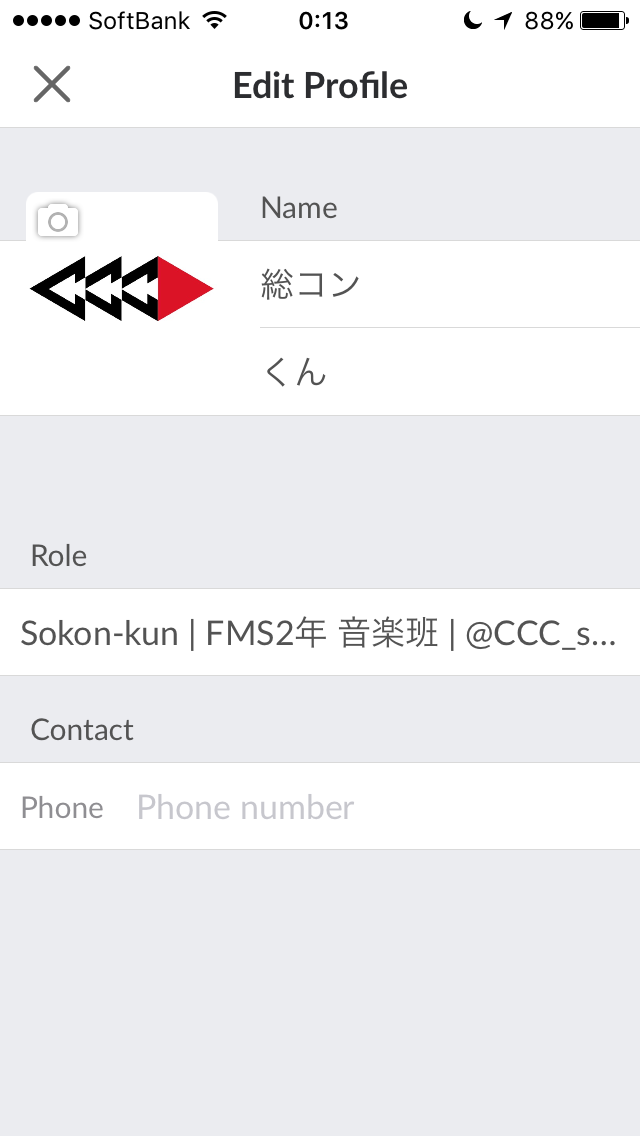 SoftBank 0:13 88%
Edit Profile
Name
総コン
くん
Role
Sokon-kun | FMS2年 音楽班 | @CCC_s...
Contact
Phone Phone number